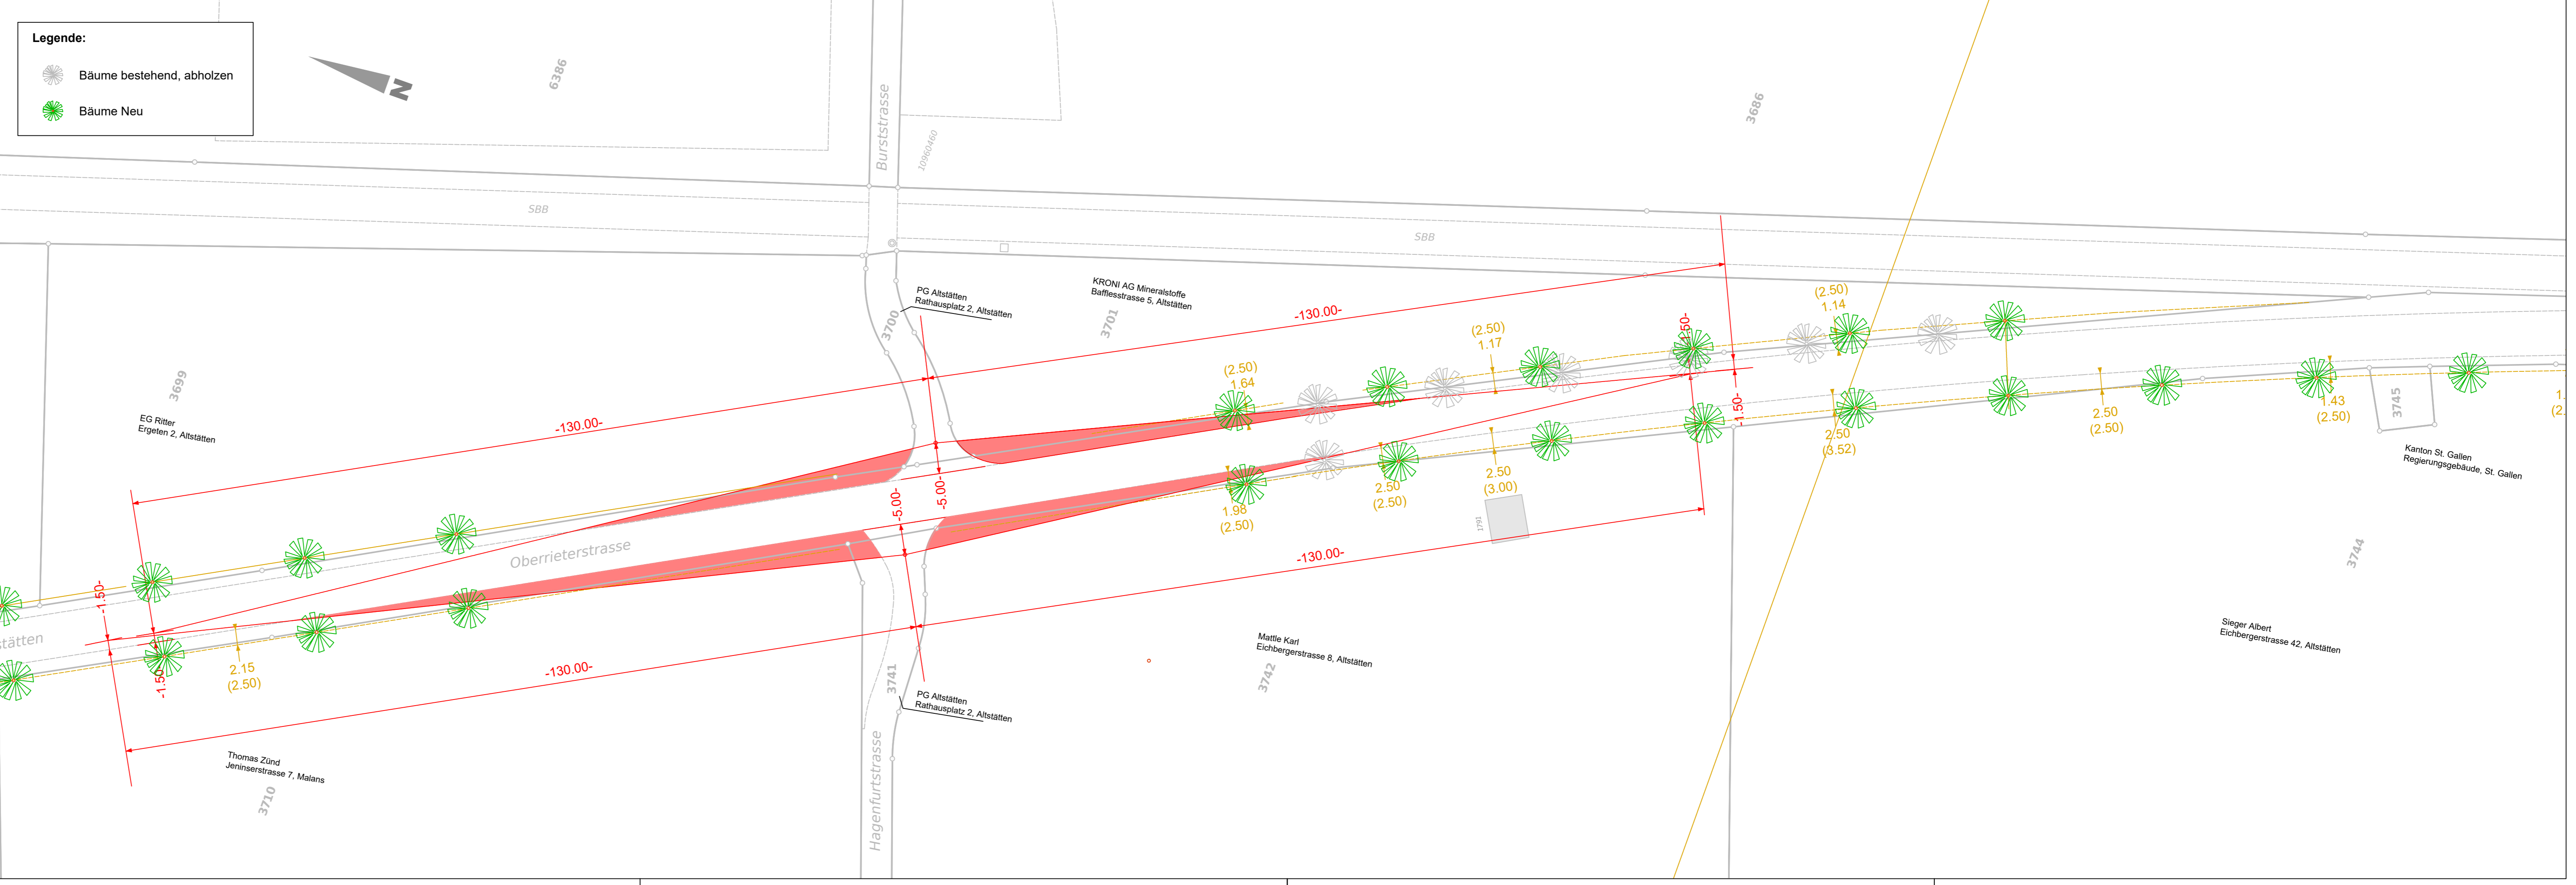 Legende:
Bäume bestehend, abholzen
Bäume Neu
N
6386
Burststrasse
10960460
3686
SBB
SBB
KRONI AG Mineralstoffe
Bafflesstrasse 5, Altstätten
PG Altstätten
Rathausplatz 2, Altstätten
3700
3701
-130.00-
(2.50)
1.14
(2.50)
1.17
-1.50-
(2.50)
1.64
3699
EG Ritter
Ergeten 2, Altstätten
-130.00-
-1.50-
3745
1.43
(2.50)
2.50
(2.50)
2.50
(3.52)
Kanton St. Gallen
Regierungsgebäude, St. Gallen
2.50
(3.00)
2.50
(2.50)
1.98
(2.50)
-5.00-
-5.00-
1791
Oberrieterstrasse
-130.00-
3744
-1.50-
stätten
2.15
(2.50)
-1.50-
-130.00-
3741
3742
Mattle Karl
Eichbergerstrasse 8, Altstätten
Sieger Albert
Eichbergerstrasse 42, Altstätten
PG Altstätten
Rathausplatz 2, Altstätten
Thomas Zünd
Jeninserstrasse 7, Malans
3710
Hagenfurtstrasse